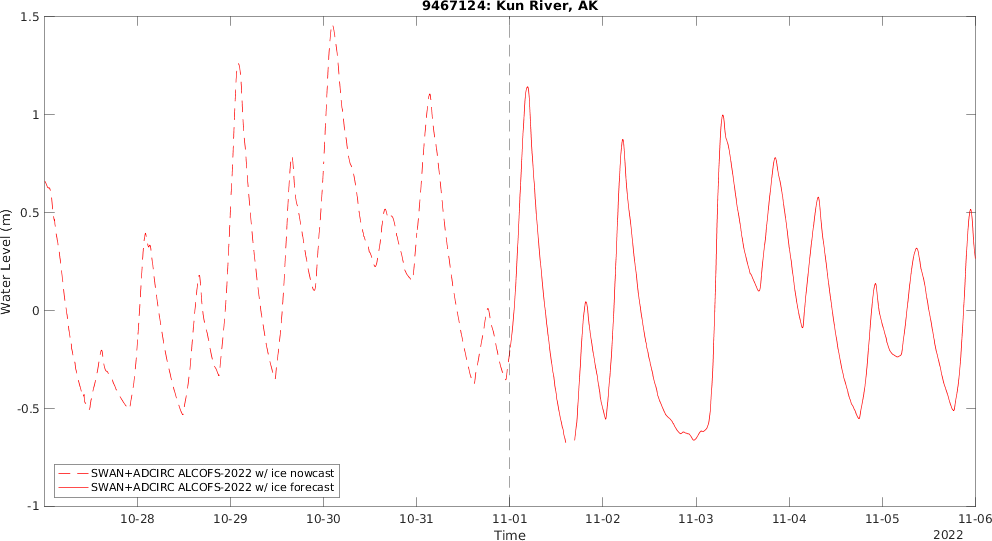 9467124: Kun River, AK
Water Level (m)
1.5
1
0.5
0
-0.5
-1
SWAN+ADCIRC ALCOFS-2022 w/ ice nowcast
SWAN+ADCIRC ALCOFS-2022 w/ ice forecast
10-28 10-29 10-30 10-31 11-01 11-02 11-03 11-04 11-05 11-06
Time
2022